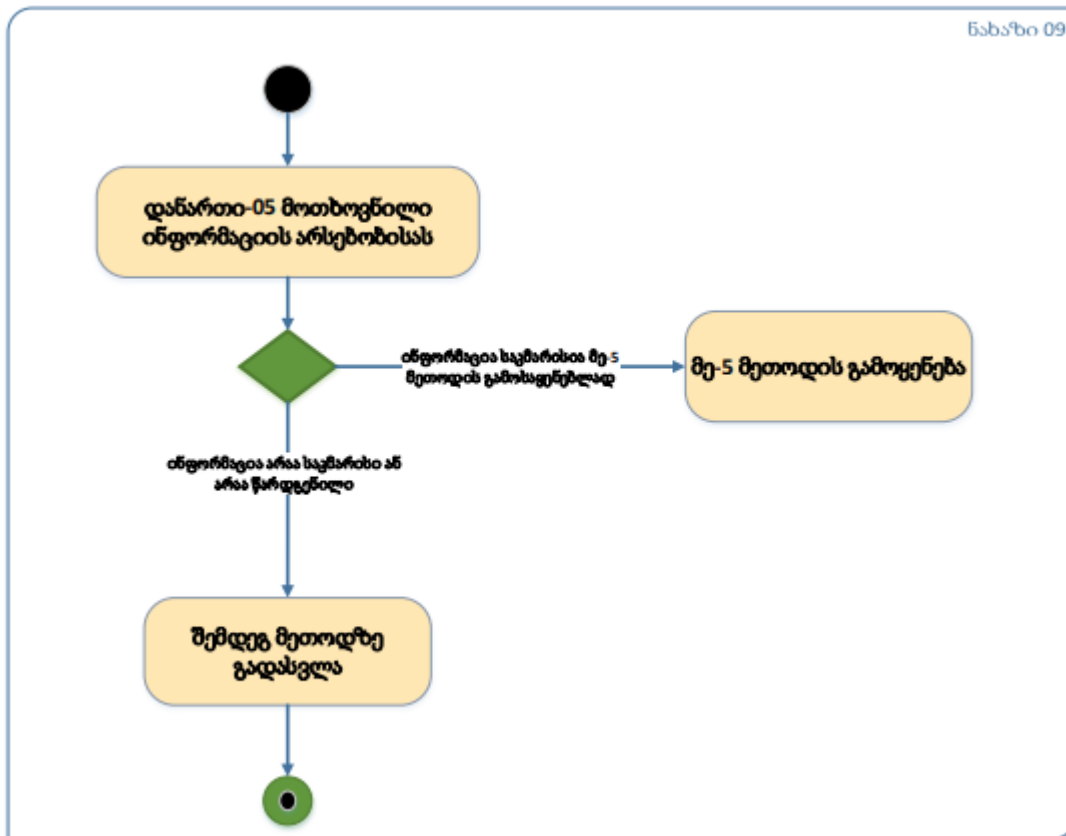 ნახაზი 09
დანართი-05 მოთხოვნილი
ინფორმაციის არსებობისას
ინფორმაცია საკმარისია მე-5
მეთოდის გამოსაყენებლად
მე-5 მეთოდის გამოყენება
ინფორმაცია არაა საკმარისი ან
არაა წარდგენილი
შემდეგ მეთოდზე
გადასვლა